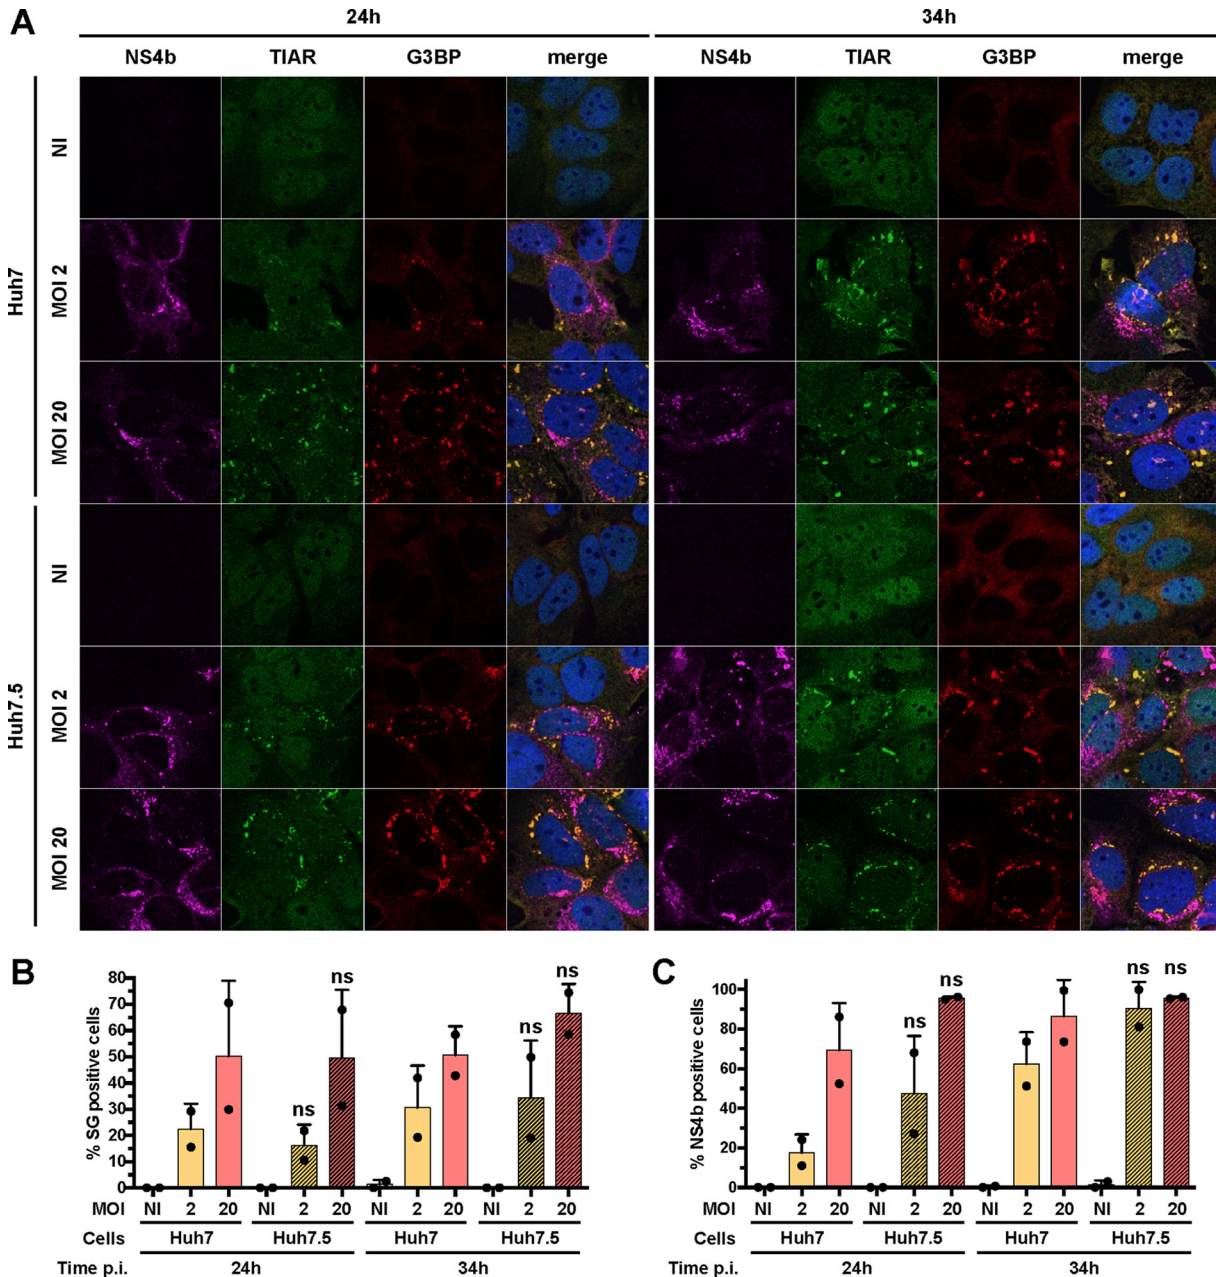 A
24h
34h
NS4b TIAR G3BP merge NS4b TIAR G3BP merge
Huh7
NI
MOI 2
MOI 20
Huh7.5
NI
MOI 2
MOI 20
B
% SG positive cells
80
70
60
50
40
30
20
10
0
ns ns ns ns
MOI NI 2 20 NI 2 20 NI 2 20 NI 2 20
Cells Huh7 Huh7.5 Huh7 Huh7.5
Time p.i. 24h 34h
C
% NS4b positive cells
100
80
60
40
20
0
ns ns ns ns
MOI NI 2 20 NI 2 20 NI 2 20 NI 2 20
Cells Huh7 Huh7.5 Huh7 Huh7.5
Time p.i. 24h 34h